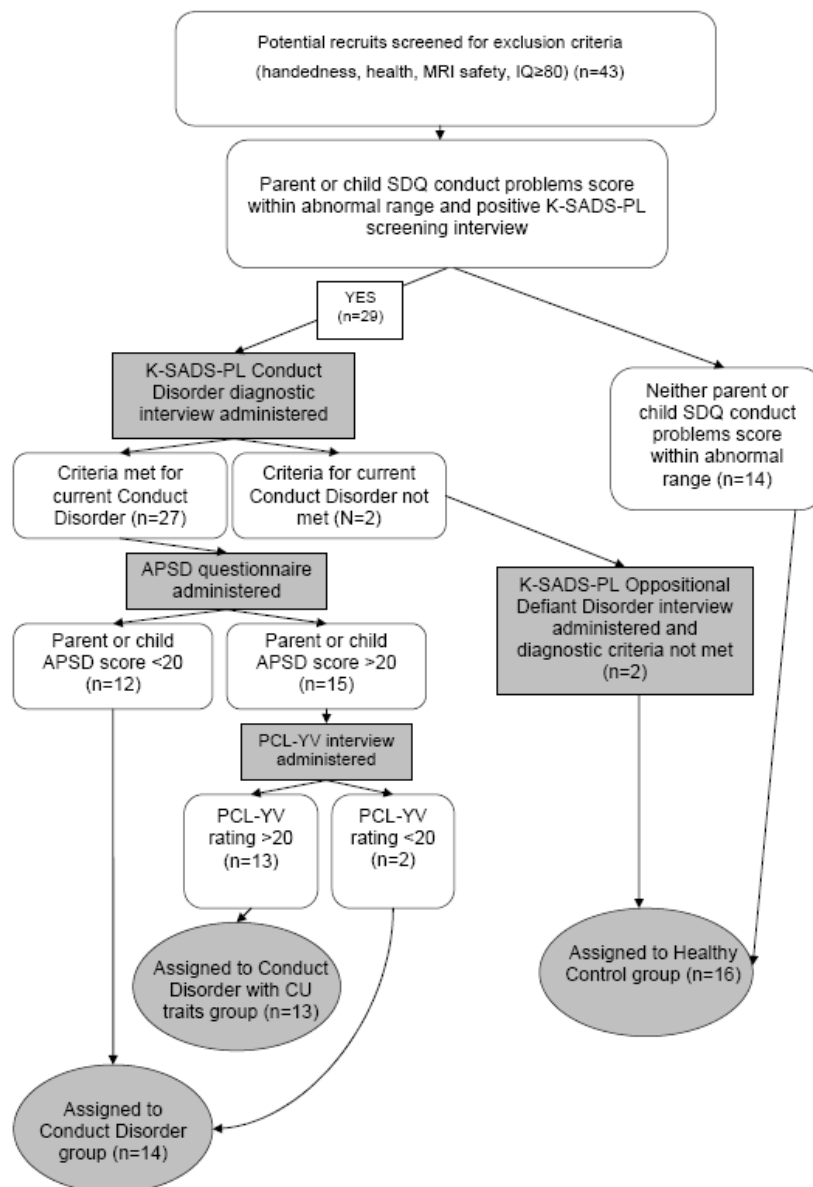 Potential recruits screened for exclusion criteria
(handedness, health, MRI safety, IQ≥80) (n=43)
Parent or child SDQ conduct problems score
within abnormal range and positive K-SADS-PL
screening interview
YES
(n=29)
K-SADS-PL Conduct
Disorder diagnostic
interview administered
Neither parent or
child SDQ conduct
problems score
within abnormal
range (n=14)
Criteria met for
current Conduct
Disorder (n=27)
Criteria for current
Conduct Disorder not
met (N=2)
APSD questionnaire
administered
K-SADS-PL Oppositional
Defiant Disorder interview
administered and
diagnostic criteria not met
(n=2)
Parent or child
APSD score <20
(n=12)
Parent or child
APSD score >20
(n=15)
PCL-YV interview
administered
PCL-YV
rating >20
(n=13)
PCL-YV
rating <20
(n=2)
Assigned to Conduct
Disorder with CU
traits group (n=13)
Assigned to Healthy
Control group (n=16)
Assigned to
Conduct Disorder
group (n=14)